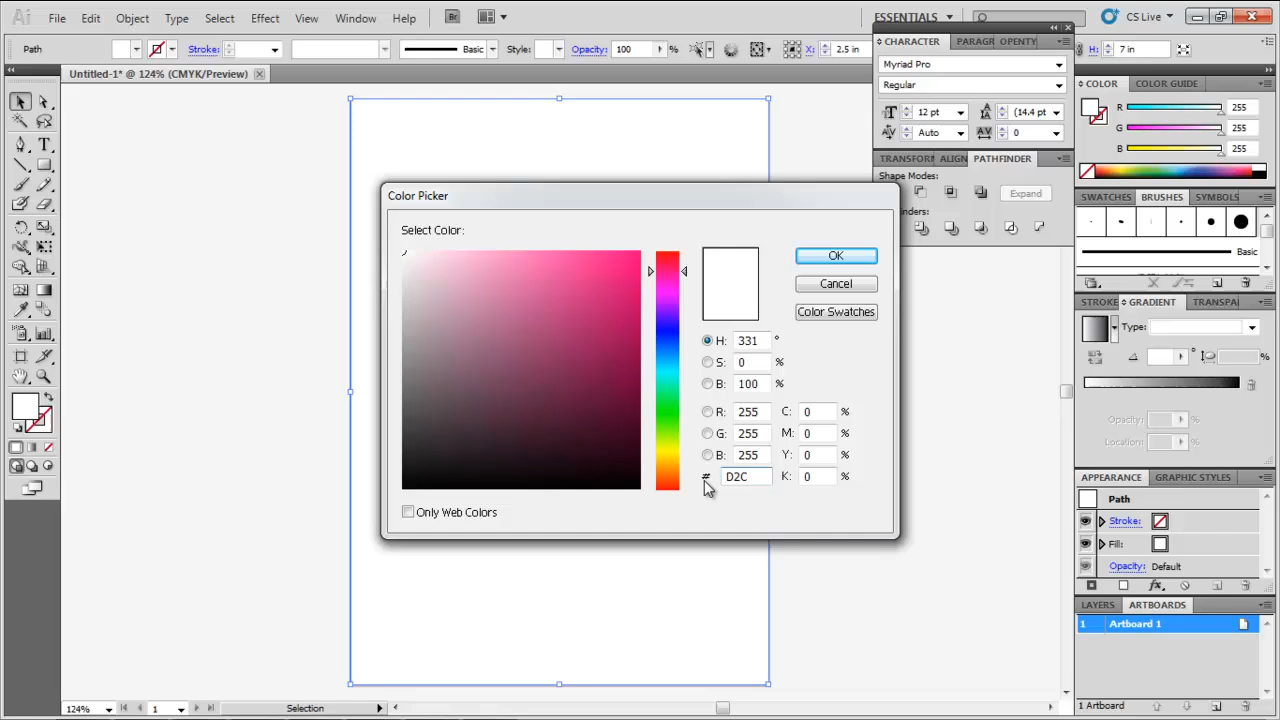 Ai File Edit Object Type Select Effect View Window Help Br ESSENTIALS CS Live
Path Stroke: Basic Style: Opacity: 100 % X: 2.5 in H: 7 in
Untitled-1* @ 124% (CMYK/Preview)
CHARACTER PARAGR OPENTY
Myriad Pro
Regular
12 pt (14.4 pt
Auto 0
TRANSFORM ALIGN PATHFINDER
Shape Modes:
Expand
finders:
COLOR COLOR GUIDE
R 255
G 255
B 255
SWATCHES BRUSHES SYMBOLS
Basic
STROKE GRADIENT TRANSPA
Type:
° %
Opacity: %
Location: %
APPEARANCE GRAPHIC STYLES
Path
Stroke:
Fill:
Opacity: Default
LAYERS ARTBOARDS
1 Artboard 1
1 Artboard
Color Picker
Select Color:
OK
Cancel
Color Swatches
H: 331 °
S: 0 %
B: 100 %
R: 255 C: 0 %
G: 255 M: 0 %
B: 255 Y: 0 %
# D2C K: 0 %
Only Web Colors
124% 1 Selection